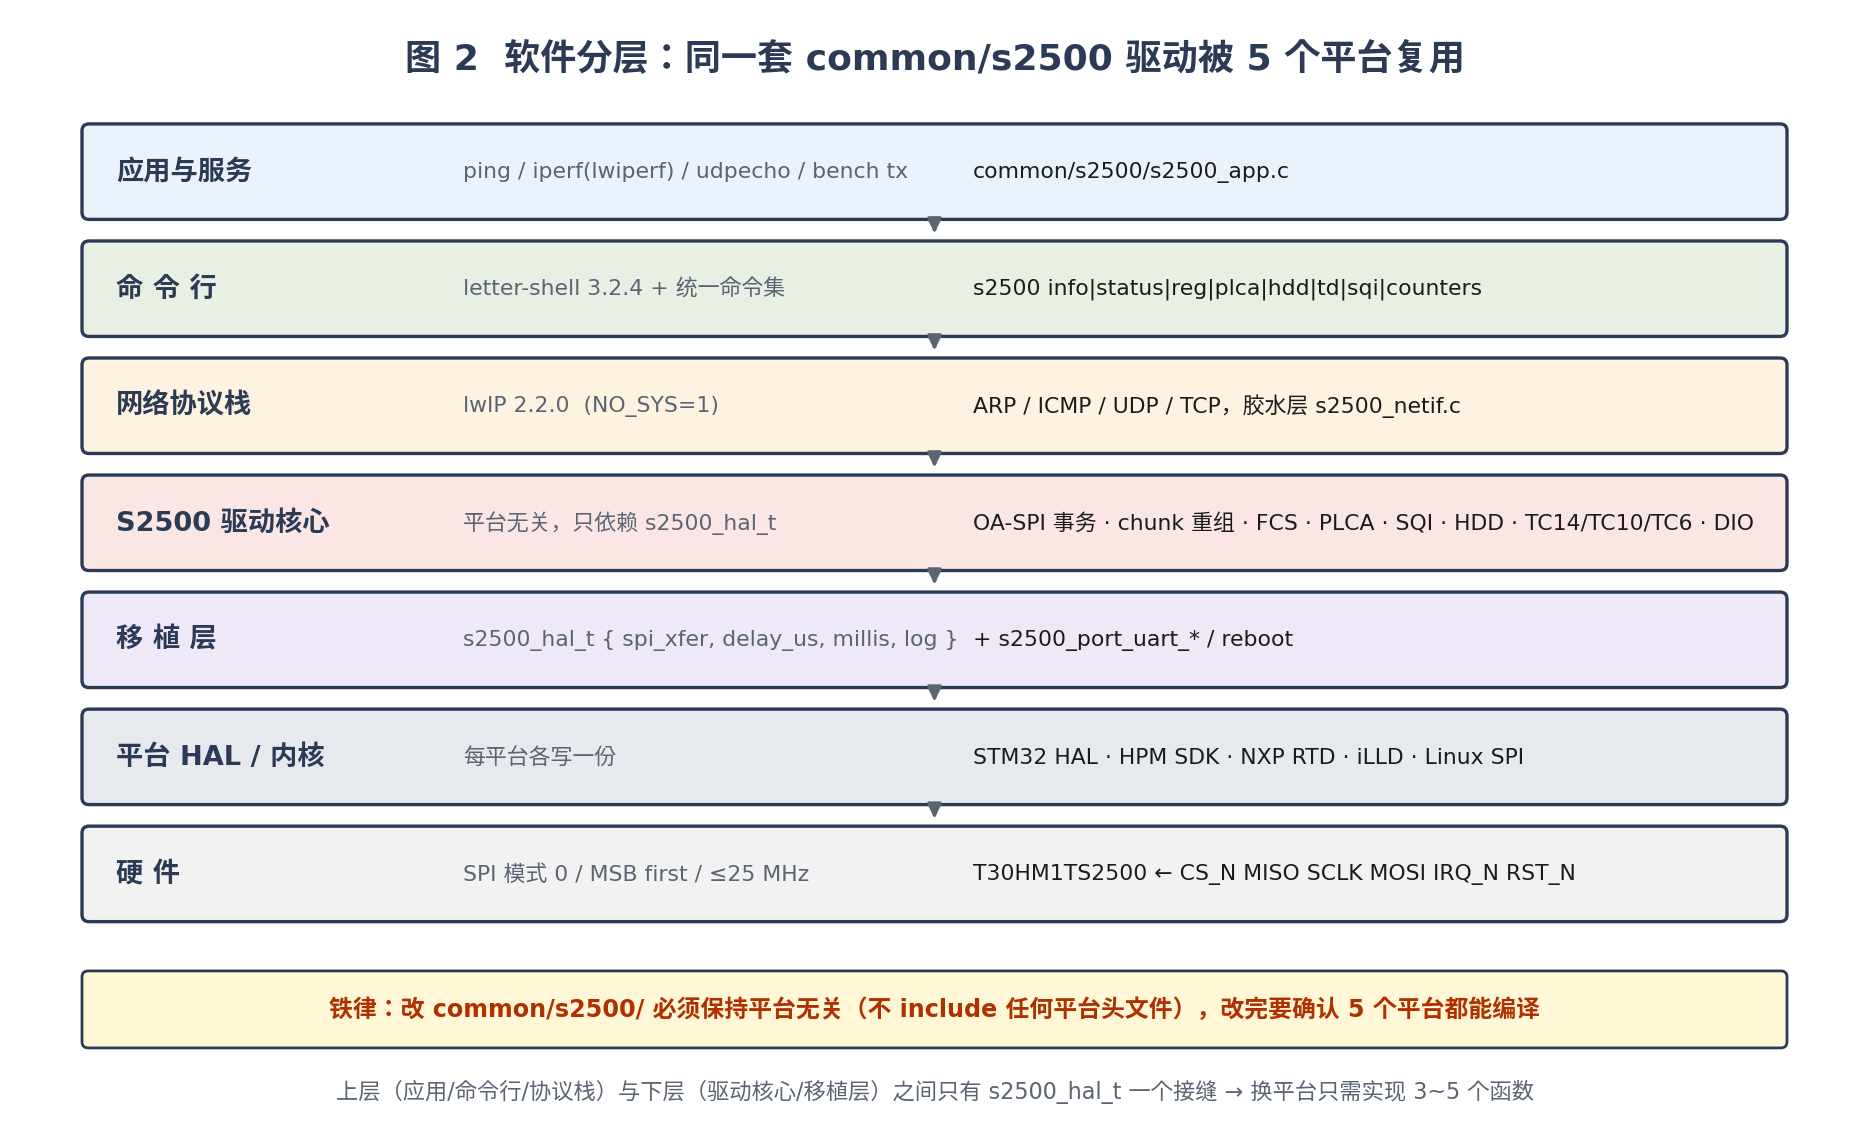 图 2 软件分层：同一套 common/s2500 驱动被 5 个平台复用
应用与服务 ping / iperf(lwiperf) / udpecho / bench tx common/s2500/s2500_app.c
命 令 行 letter-shell 3.2.4 + 统一命令集 s2500 info|status|reg|plca|hdd|td|sqi|counters
网络协议栈 lwIP 2.2.0 (NO_SYS=1) ARP / ICMP / UDP / TCP，胶水层 s2500_netif.c
S2500 驱动核心 平台无关，只依赖 s2500_hal_t OA-SPI 事务 · chunk 重组 · FCS · PLCA · SQI · HDD · TC14/TC10/TC6 · DIO
移 植 层 s2500_hal_t { spi_xfer, delay_us, millis, log } + s2500_port_uart_* / reboot
平台 HAL / 内核 每平台各写一份 STM32 HAL · HPM SDK · NXP RTD · iLLD · Linux SPI
硬 件 SPI 模式 0 / MSB first / ≤25 MHz T30HM1TS2500 ← CS_N MISO SCLK MOSI IRQ_N RST_N
铁律：改 common/s2500/ 必须保持平台无关（不 include 任何平台头文件），改完要确认 5 个平台都能编译
上层（应用/命令行/协议栈）与下层（驱动核心/移植层）之间只有 s2500_hal_t 一个接缝 → 换平台只需实现 3~5 个函数